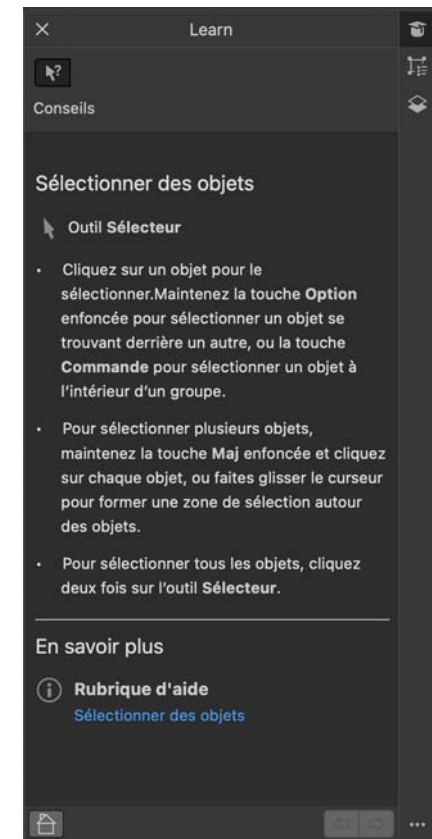 Learn
Conseils
Sélectionner des objets
Outil Sélecteur
• Cliquez sur un objet pour le
sélectionner.Maintenez la touche Option
enfoncée pour sélectionner un objet se
trouvant derrière un autre, ou la touche
Commande pour sélectionner un objet à
l'intérieur d'un groupe.
• Pour sélectionner plusieurs objets,
maintenez la touche Maj enfoncée et cliquez
sur chaque objet, ou faites glisser le curseur
pour former une zone de sélection autour
des objets.
• Pour sélectionner tous les objets, cliquez
deux fois sur l'outil Sélecteur.
En savoir plus
Rubrique d'aide
Sélectionner des objets